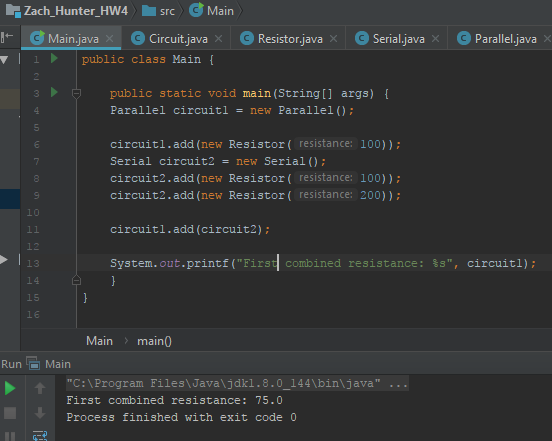 Zach_Hunter_HW4 src Main
Main.java Circuit.java Resistor.java Serial.java Parallel.java
1 public class Main {
2
3 public static void main(String[] args) {
4 Parallel circuit1 = new Parallel();
5
6 circuit1.add(new Resistor( resistance: 100));
7 Serial circuit2 = new Serial();
8 circuit2.add(new Resistor( resistance: 100));
9 circuit2.add(new Resistor( resistance: 200));
10
11 circuit1.add(circuit2);
12
13 System.out.printf("First combined resistance: %s", circuit1);
14 }
15 }
16
Main › main()
Run Main
"C:\Program Files\Java\jdk1.8.0_144\bin\java" ...
First combined resistance: 75.0
Process finished with exit code 0